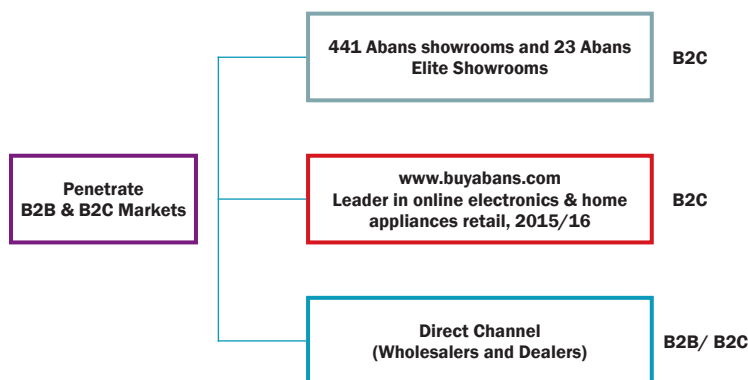 441 Abans showrooms and 23 Abans
Elite Showrooms
B2C
Penetrate
B2B & B2C Markets
www.buyabans.com
Leader in online electronics & home
appliances retail, 2015/16
B2C
Direct Channel
(Wholesalers and Dealers)
B2B/ B2C